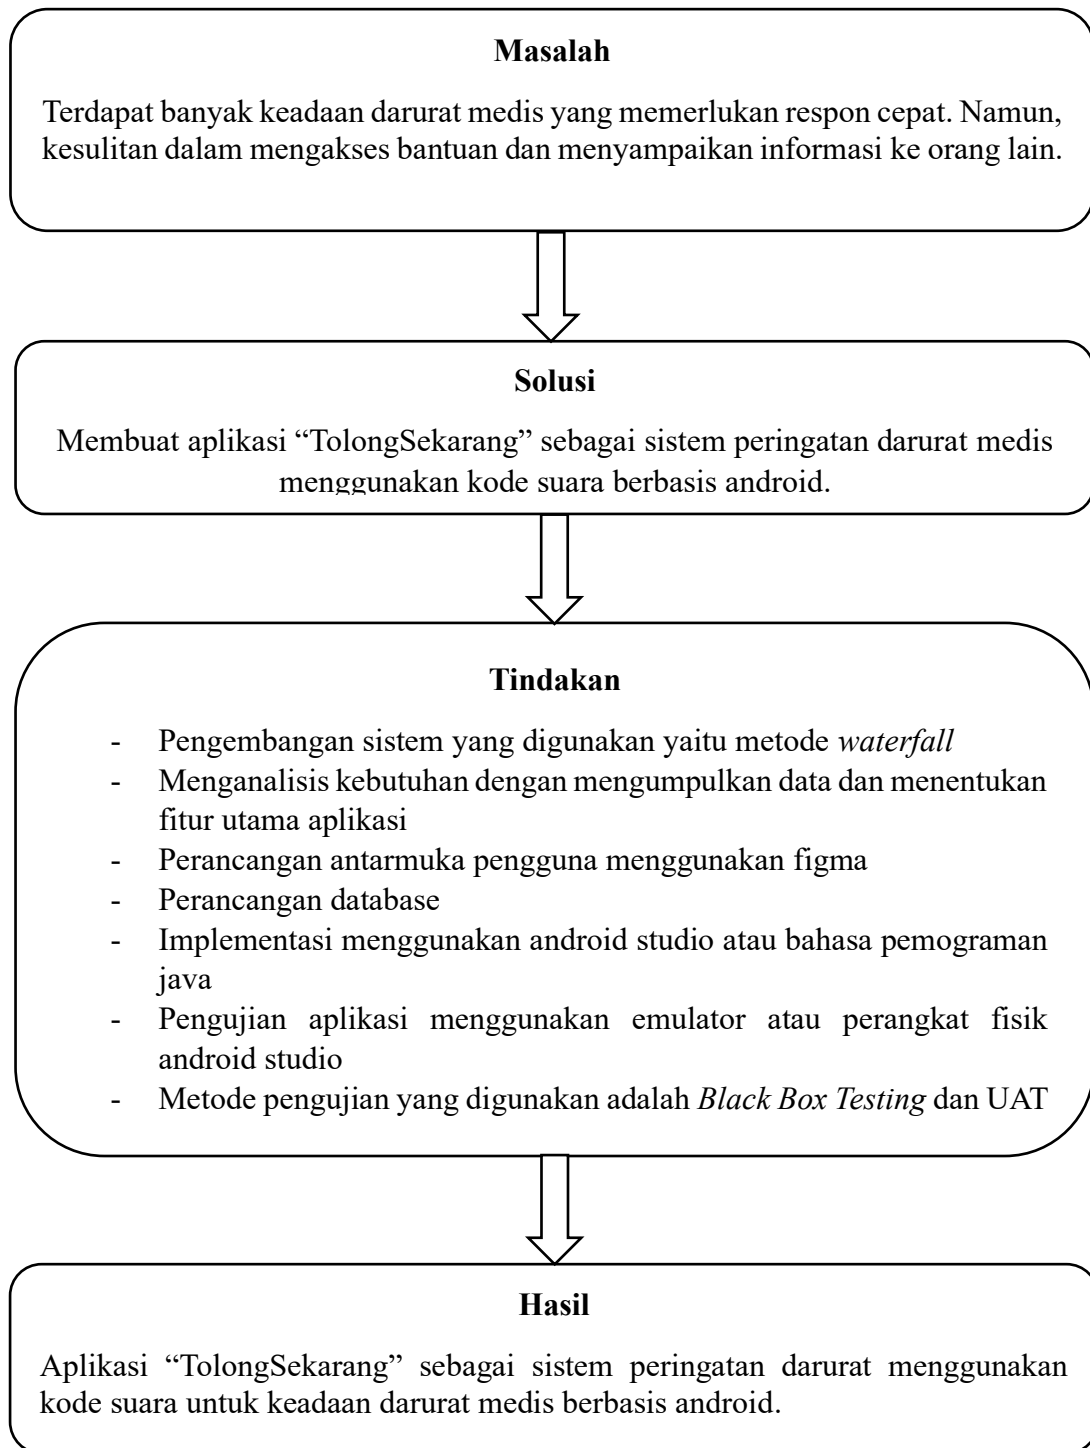 Masalah
Terdapat banyak keadaan darurat medis yang memerlukan respon cepat. Namun,
kesulitan dalam mengakses bantuan dan menyampaikan informasi ke orang lain.
Solusi
Membuat aplikasi “TolongSekarang” sebagai sistem peringatan darurat medis
menggunakan kode suara berbasis android.
Tindakan
- Pengembangan sistem yang digunakan yaitu metode waterfall
- Menganalisis kebutuhan dengan mengumpulkan data dan menentukan
fitur utama aplikasi
- Perancangan antarmuka pengguna menggunakan figma
- Perancangan database
- Implementasi menggunakan android studio atau bahasa pemograman
java
- Pengujian aplikasi menggunakan emulator atau perangkat fisik
android studio
- Metode pengujian yang digunakan adalah Black Box Testing dan UAT
Hasil
Aplikasi “TolongSekarang” sebagai sistem peringatan darurat menggunakan
kode suara untuk keadaan darurat medis berbasis android.